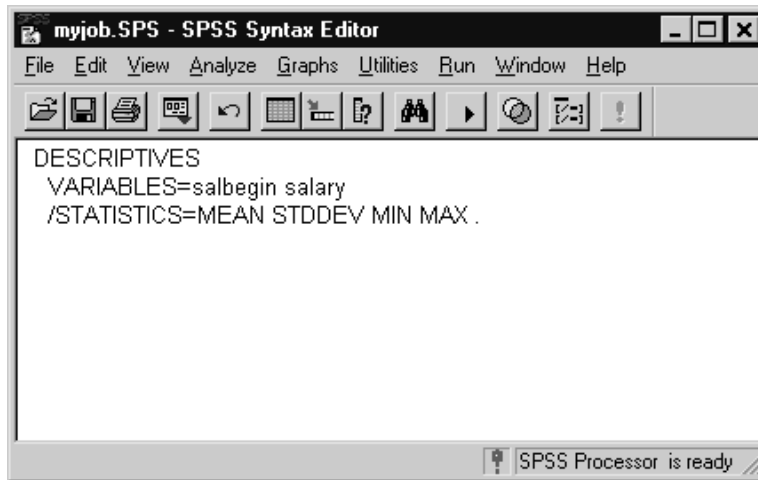 myjob.SPS - SPSS Syntax Editor
File Edit View Analyze Graphs Utilities Run Window Help
DESCRIPTIVES
VARIABLES=salbegin salary
/STATISTICS=MEAN STDDEV MIN MAX .
SPSS Processor is ready